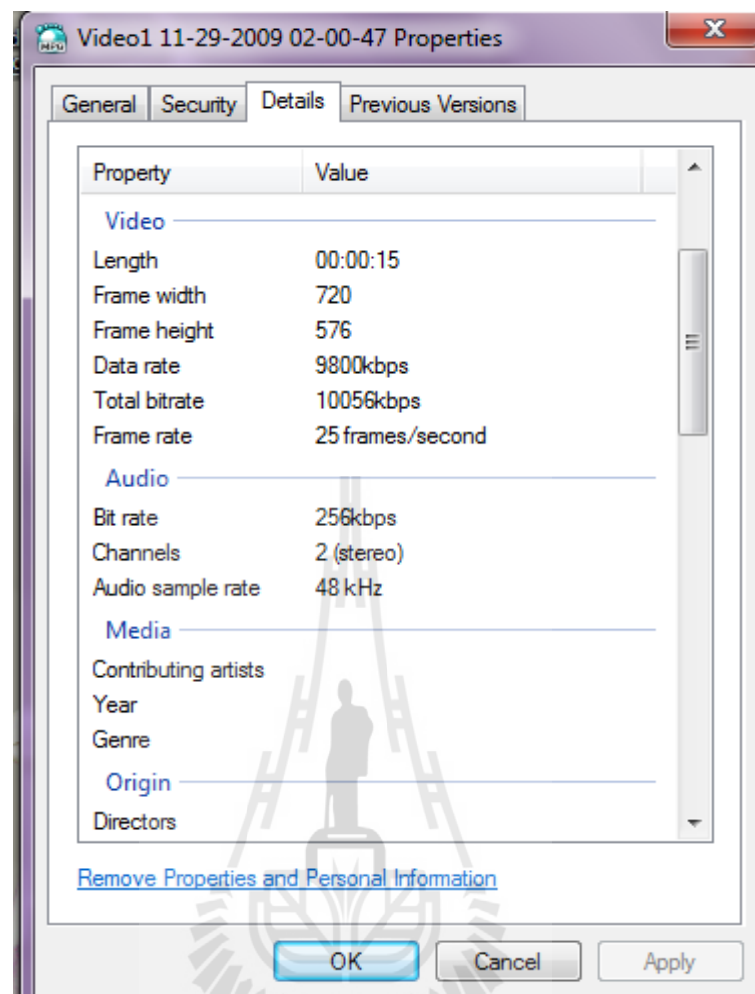 Video1 11-29-2009 02-00-47 Properties
General Security Details Previous Versions
Property Value
Video
Length 00:00:15
Frame width 720
Frame height 576
Data rate 9800kbps
Total bitrate 10056kbps
Frame rate 25 frames/second
Audio
Bit rate 256kbps
Channels 2 (stereo)
Audio sample rate 48 kHz
Media
Contributing artists
Year
Genre
Origin
Directors
Remove Properties and Personal Information
OK Cancel Apply